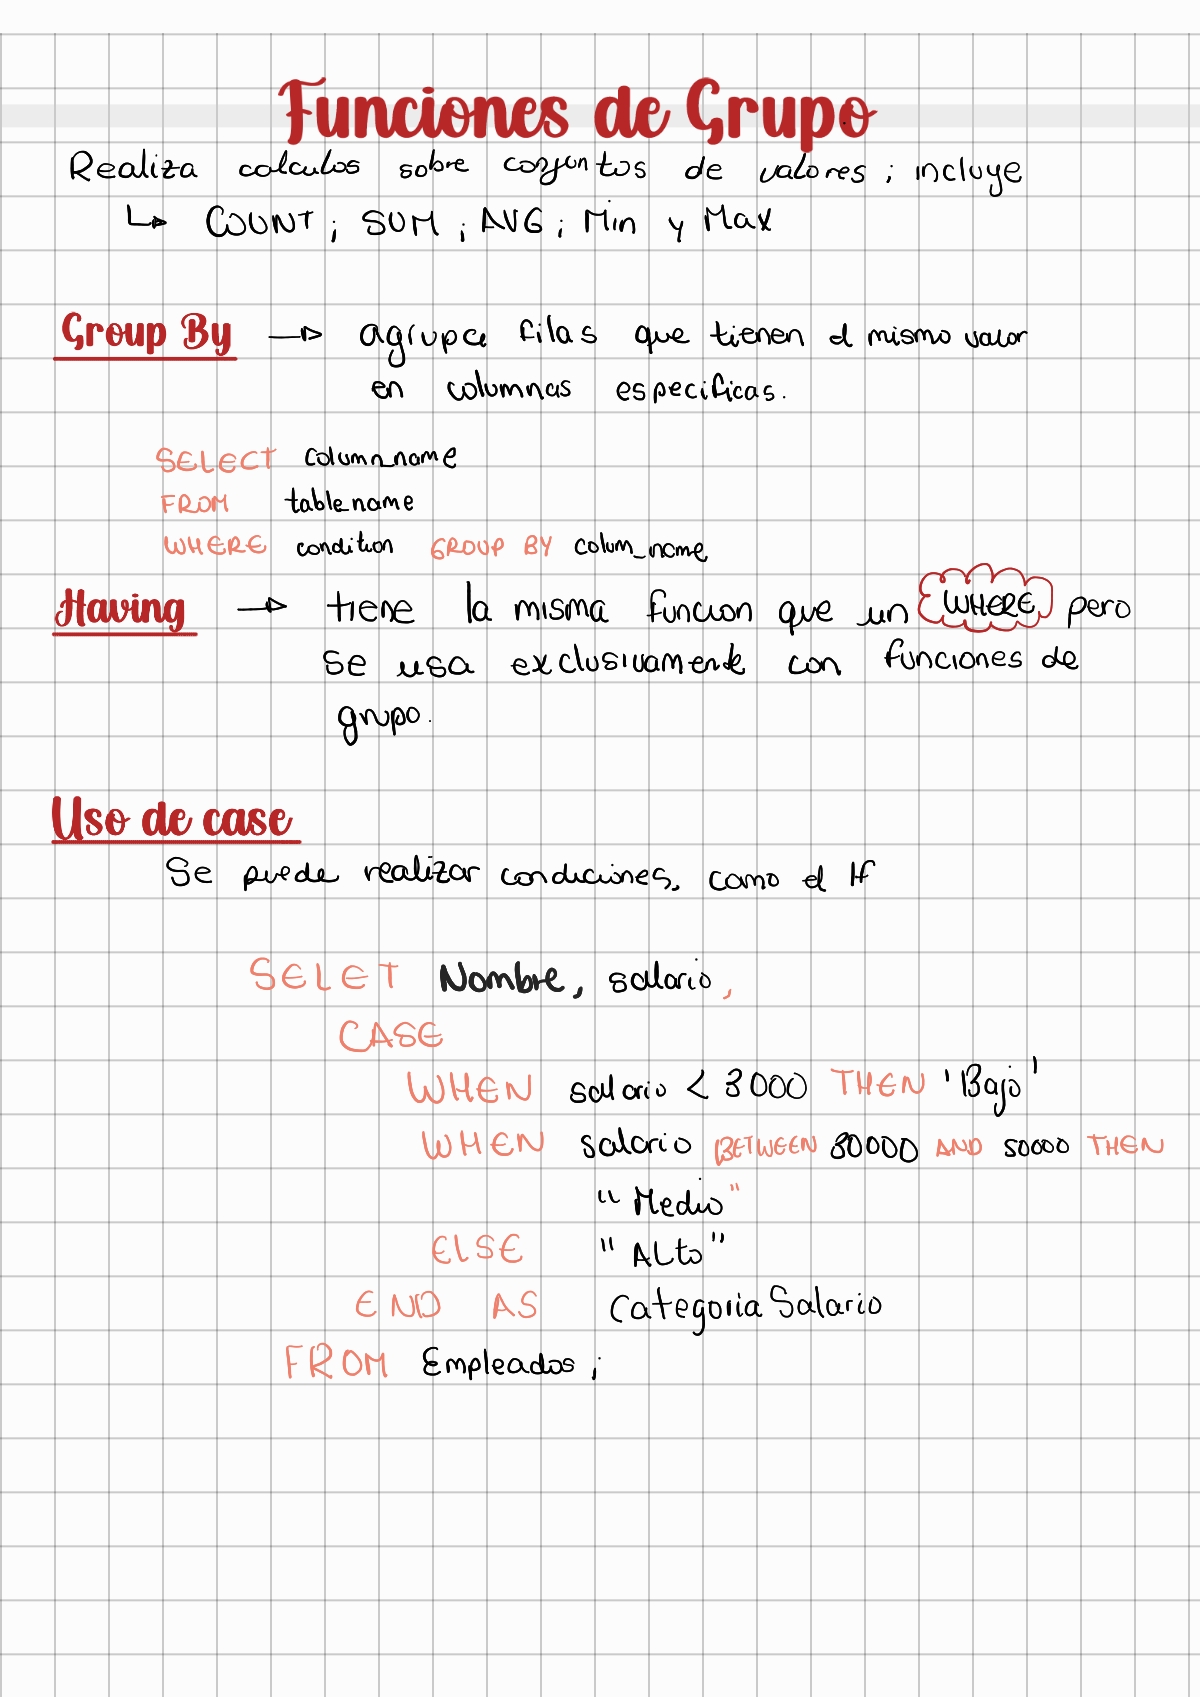 Funciones de Grupo
Realiza calculos sobre conjuntos de valores ; incluye
↳ COUNT ; SUM ; AVG ; Min y Max
Group By → agrupa filas que tienen el mismo valor
en columnas especificas.
SELECT column_name
FROM table_name
WHERE condition GROUP BY colum_name
Having → tiene la misma funcion que un WHERE pero
se usa exclusivamente con funciones de
grupo.
Uso de case
Se puede realizar condiciones, como el If
SELET Nombre, salario,
CASE
WHEN salario < 3000 THEN 'Bajo'
WHEN salario BETWEEN 30000 AND 50000 THEN
"Medio"
ELSE "ALto"
END AS CategoriaSalario
FROM Empleados ;